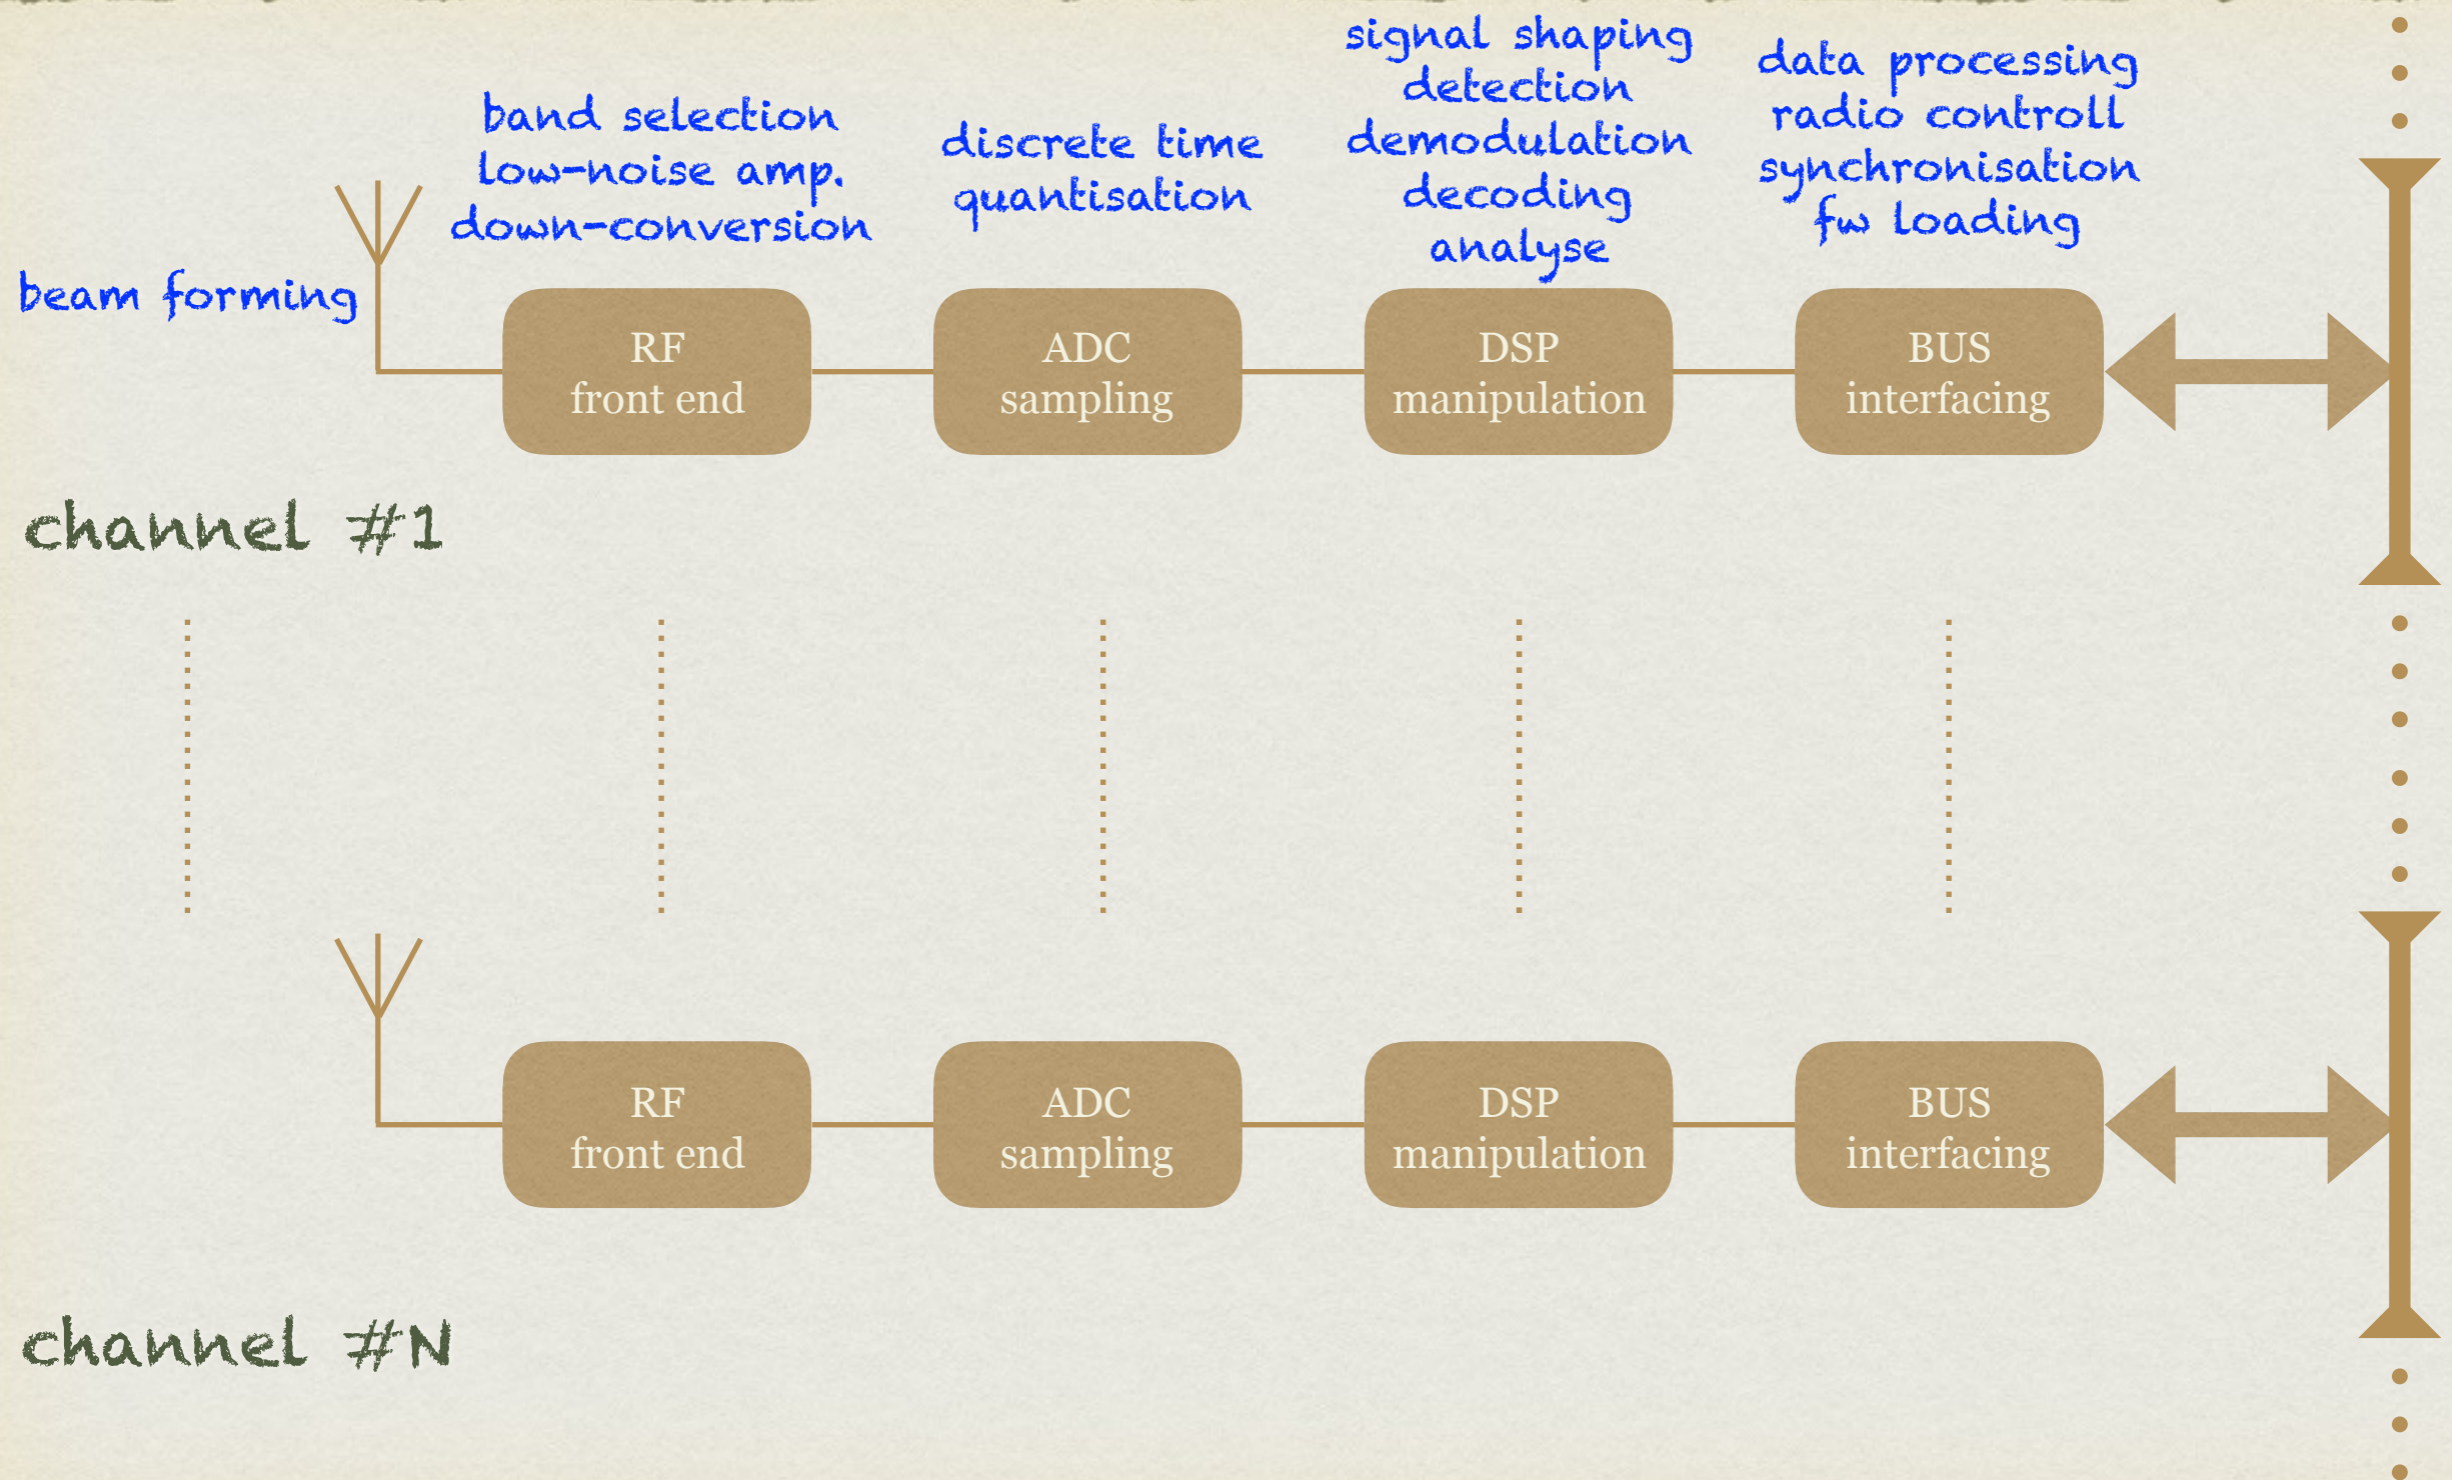 signal shaping
detection
demodulation
decoding
analyse
data processing
radio controll
synchronisation
fw loading
band selection
low-noise amp.
down-conversion
discrete time
quantisation
beam forming
RF
front end
ADC
sampling
DSP
manipulation
BUS
interfacing
channel #1
RF
front end
ADC
sampling
DSP
manipulation
BUS
interfacing
channel #N